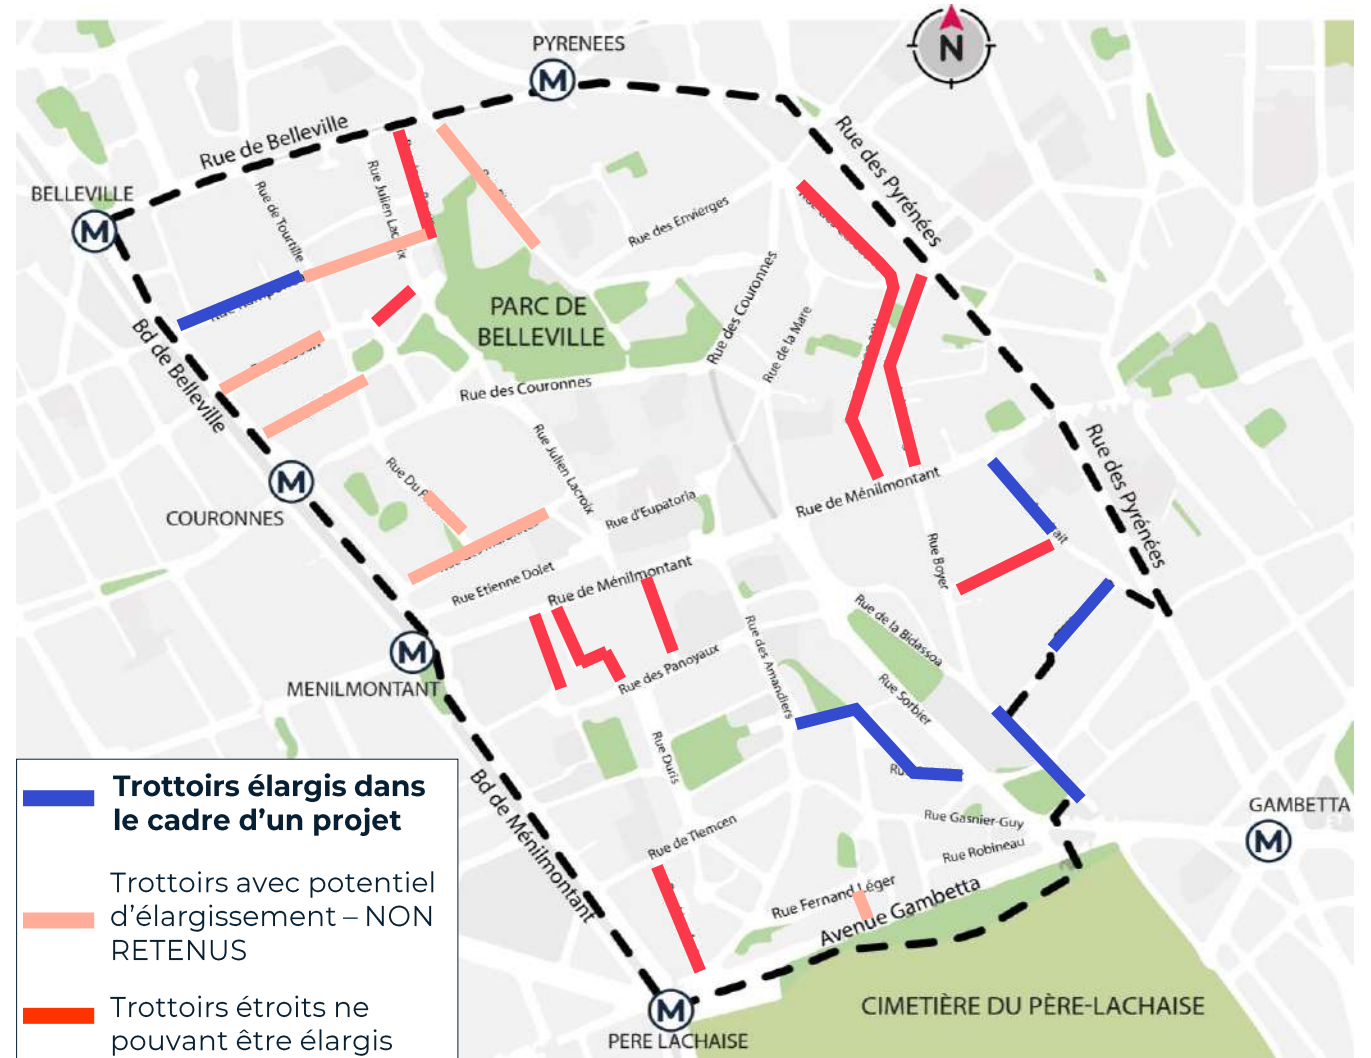 PYRENEES
M
N
Rue de Belleville
Rue des Pyrénées
BELLEVILLE
M
Rue de Tourtille
Rue Julien Lac
Rue des Envierges
Bd de Belleville
PARC DE
BELLEVILLE
Rue des Couronnes
Rue de la Mare
Rue des Couronnes
Rue des Pyrénées
M
COURONNES
Rue Du
Rue Julien Lacroix
Rue d'Eupatoria
Rue de Ménilmontant
Rue Boyer
Rue Etienne Dolet
Rue de Ménilmontant
Rue de la Bidassoa
M
MENILMONTANT
Rue des Panoyaux
Rue des Amandiers
Rue Sorbier
Rue Duris
Bd de Ménilmontant
Rue de Tlemcen
Rue Gasnier-Guy
Rue Robineau
GAMBETTA
M
Rue Fernand Léger
Avenue Gambetta
M
PERE LACHAISE
CIMETIÈRE DU PÈRE-LACHAISE
Trottoirs élargis dans
le cadre d'un projet
Trottoirs avec potentiel
d'élargissement – NON
RETENUS
Trottoirs étroits ne
pouvant être élargis